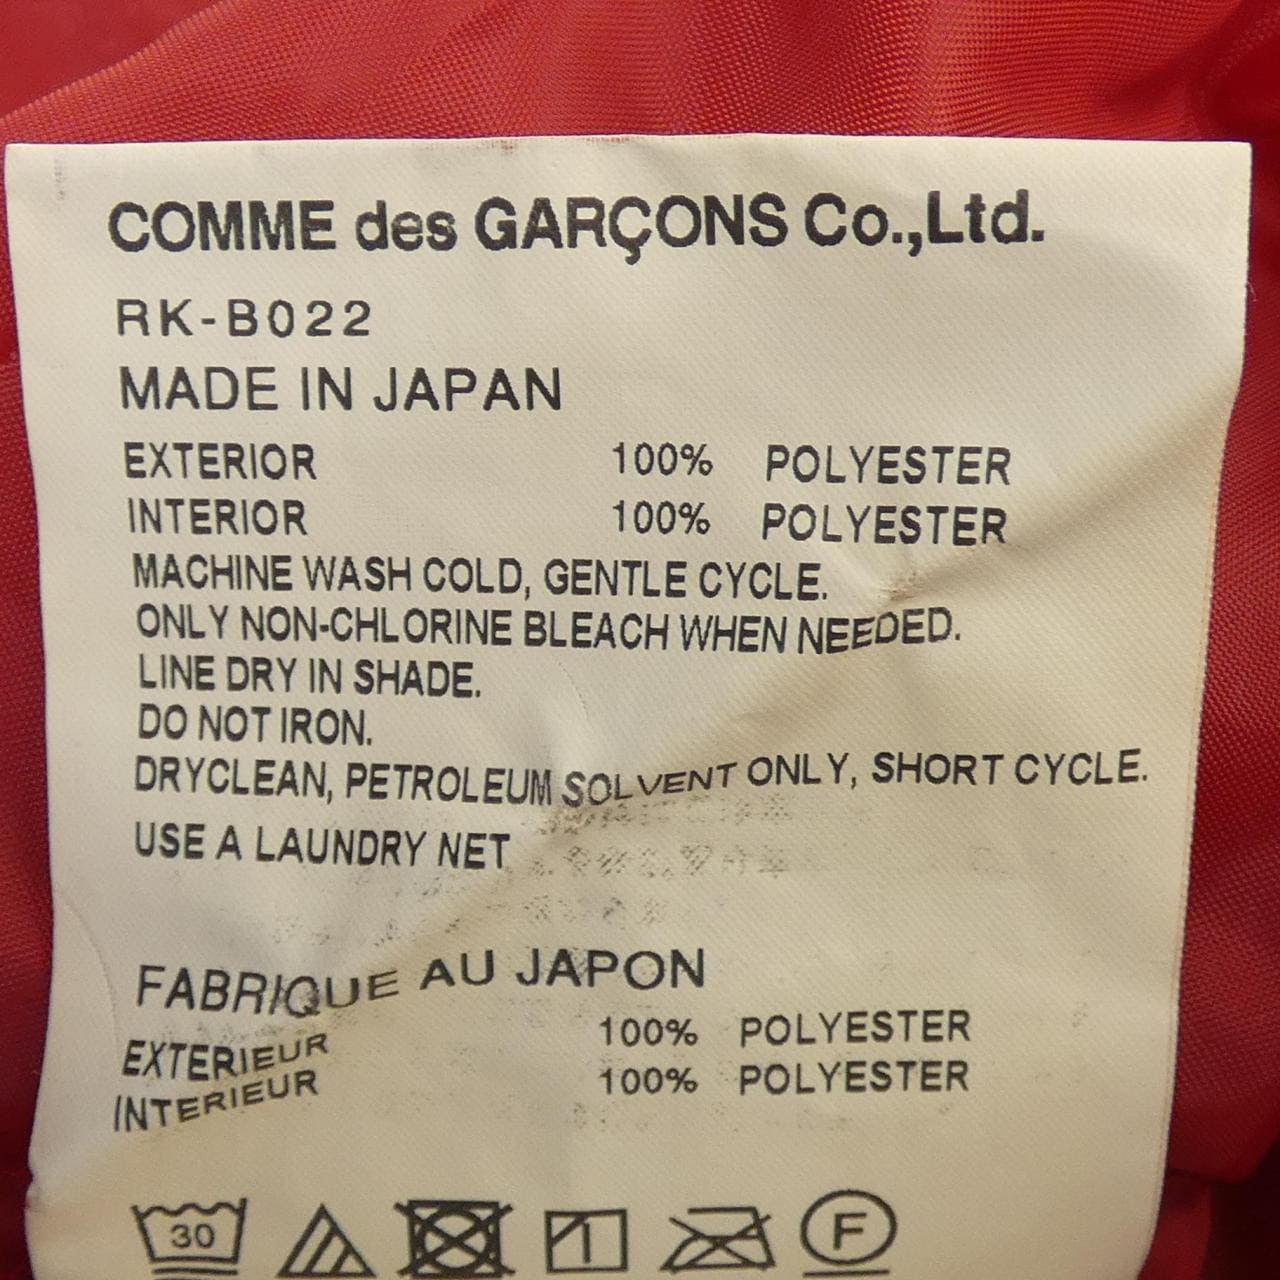 COMME des GARÇONS Co.,Ltd.
RK-B022
MADE IN JAPAN
EXTERIOR 100% POLYESTER
INTERIOR 100% POLYESTER
MACHINE WASH COLD, GENTLE CYCLE.
ONLY NON-CHLORINE BLEACH WHEN NEEDED.
LINE DRY IN SHADE.
DO NOT IRON.
DRYCLEAN, PETROLEUM SOLVENT ONLY, SHORT CYCLE.
USE A LAUNDRY NET
FABRIQUE AU JAPON
EXTERIEUR 100% POLYESTER
INTERIEUR 100% POLYESTER
30 F